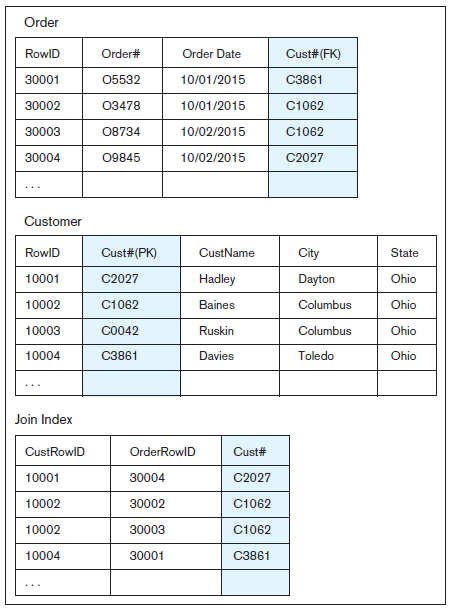 Order
RowID Order# Order Date Cust#(FK)
30001 O5532 10/01/2015 C3861
30002 O3478 10/01/2015 C1062
30003 O8734 10/02/2015 C1062
30004 O9845 10/02/2015 C2027
. . .
Customer
RowID Cust#(PK) CustName City State
10001 C2027 Hadley Dayton Ohio
10002 C1062 Baines Columbus Ohio
10003 C0042 Ruskin Columbus Ohio
10004 C3861 Davies Toledo Ohio
. . .
Join Index
CustRowID OrderRowID Cust#
10001 30004 C2027
10002 30002 C1062
10002 30003 C1062
10004 30001 C3861
. . .